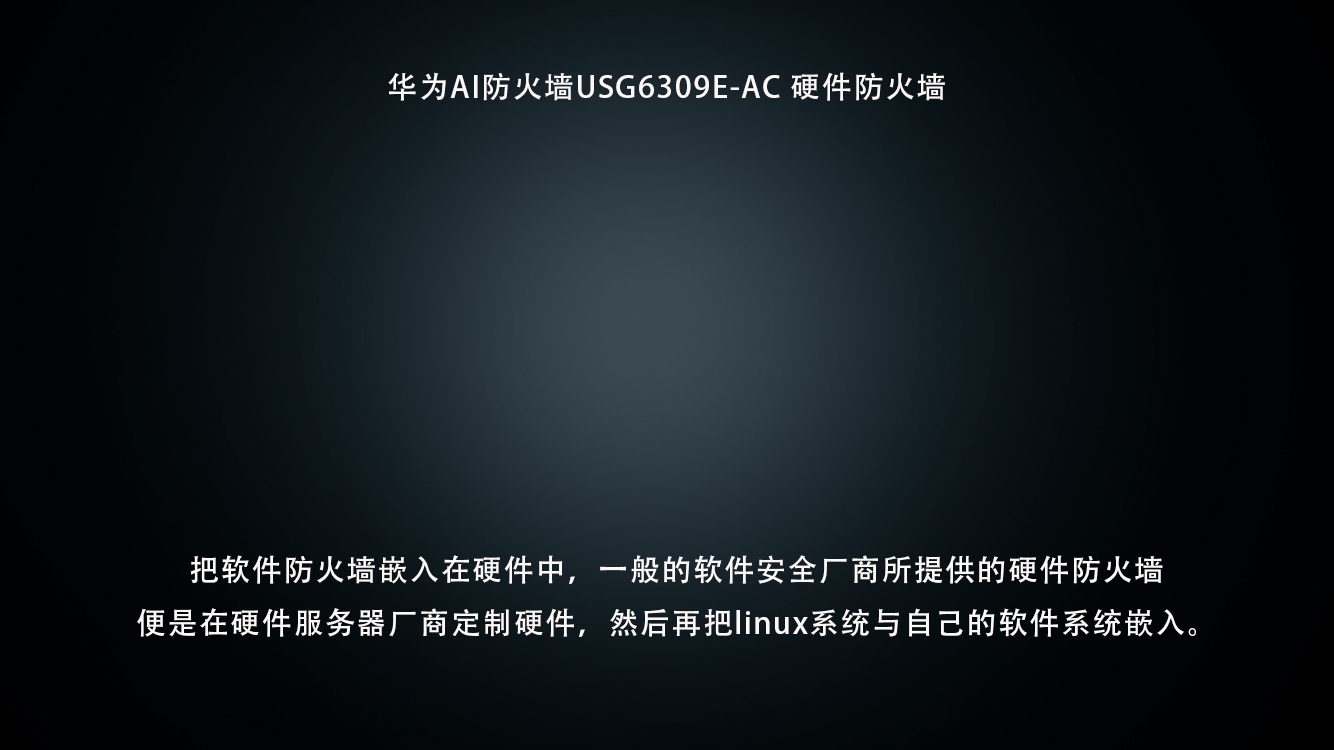 华为AI防火墙USG6309E-AC 硬件防火墙
把软件防火墙嵌入在硬件中，一般的软件安全厂商所提供的硬件防火墙
便是在硬件服务器厂商定制硬件，然后再把linux系统与自己的软件系统嵌入。